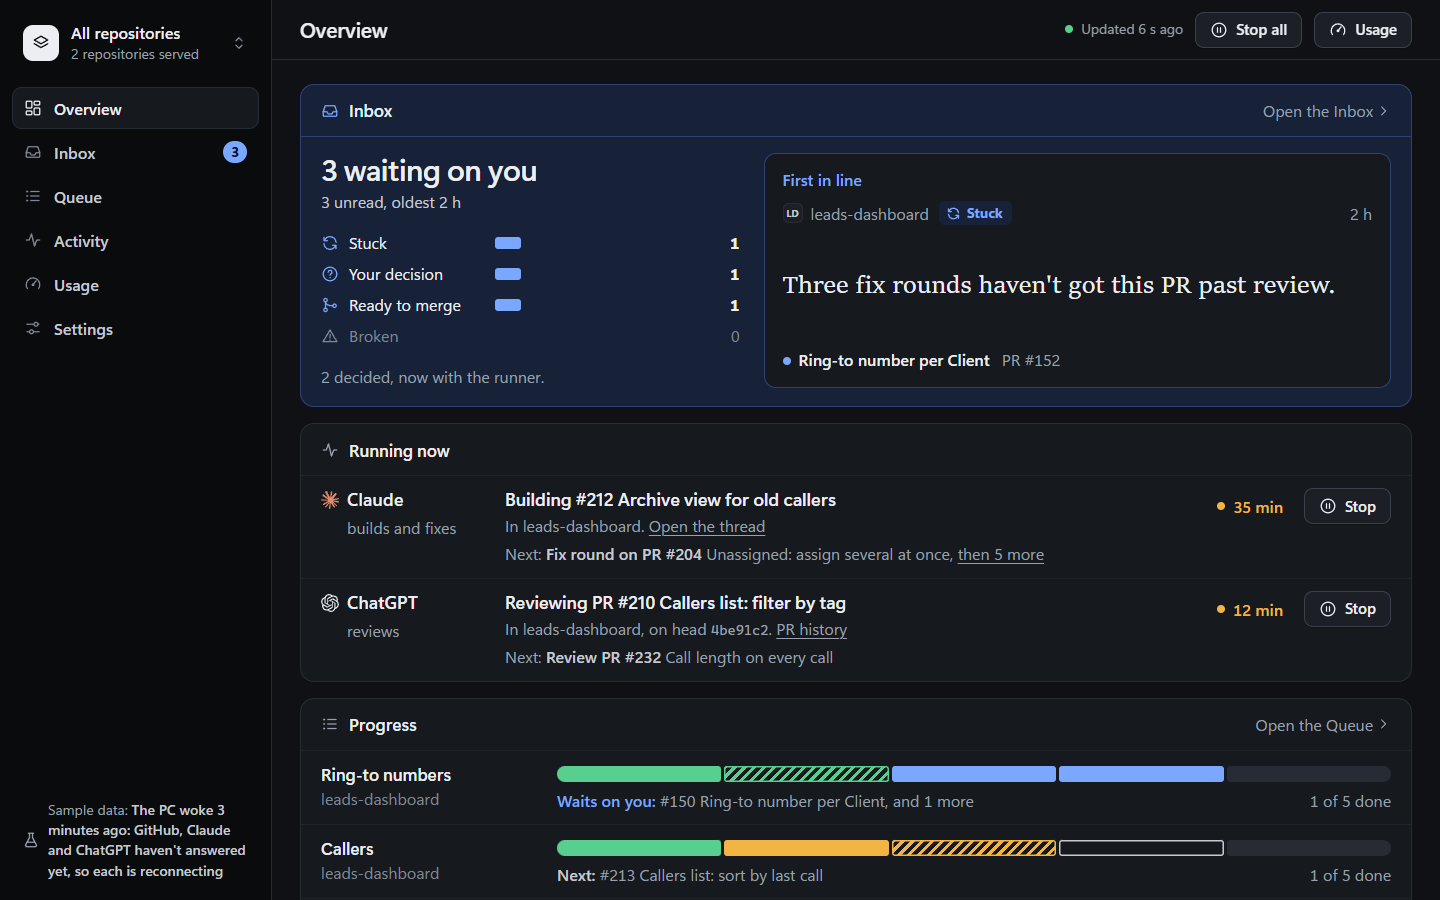 All repositories
2 repositories served
Overview
Inbox
3
Queue
Activity
Usage
Settings
Sample data: The PC woke 3
minutes ago: GitHub, Claude
and ChatGPT haven't answered
yet, so each is reconnecting
Overview
Updated 6 s ago
Stop all
Usage
Inbox
Open the Inbox
3 waiting on you
3 unread, oldest 2 h
Stuck 1
Your decision 1
Ready to merge 1
Broken 0
2 decided, now with the runner.
First in line
LD leads-dashboard Stuck 2 h
Three fix rounds haven't got this PR past review.
Ring-to number per Client PR #152
Running now
Claude
builds and fixes
Building #212 Archive view for old callers
In leads-dashboard. Open the thread
Next: Fix round on PR #204 Unassigned: assign several at once, then 5 more
35 min
Stop
ChatGPT
reviews
Reviewing PR #210 Callers list: filter by tag
In leads-dashboard, on head 4be91c2. PR history
Next: Review PR #232 Call length on every call
12 min
Stop
Progress
Open the Queue
Ring-to numbers
leads-dashboard
Waits on you: #150 Ring-to number per Client, and 1 more
1 of 5 done
Callers
leads-dashboard
Next: #213 Callers list: sort by last call
1 of 5 done